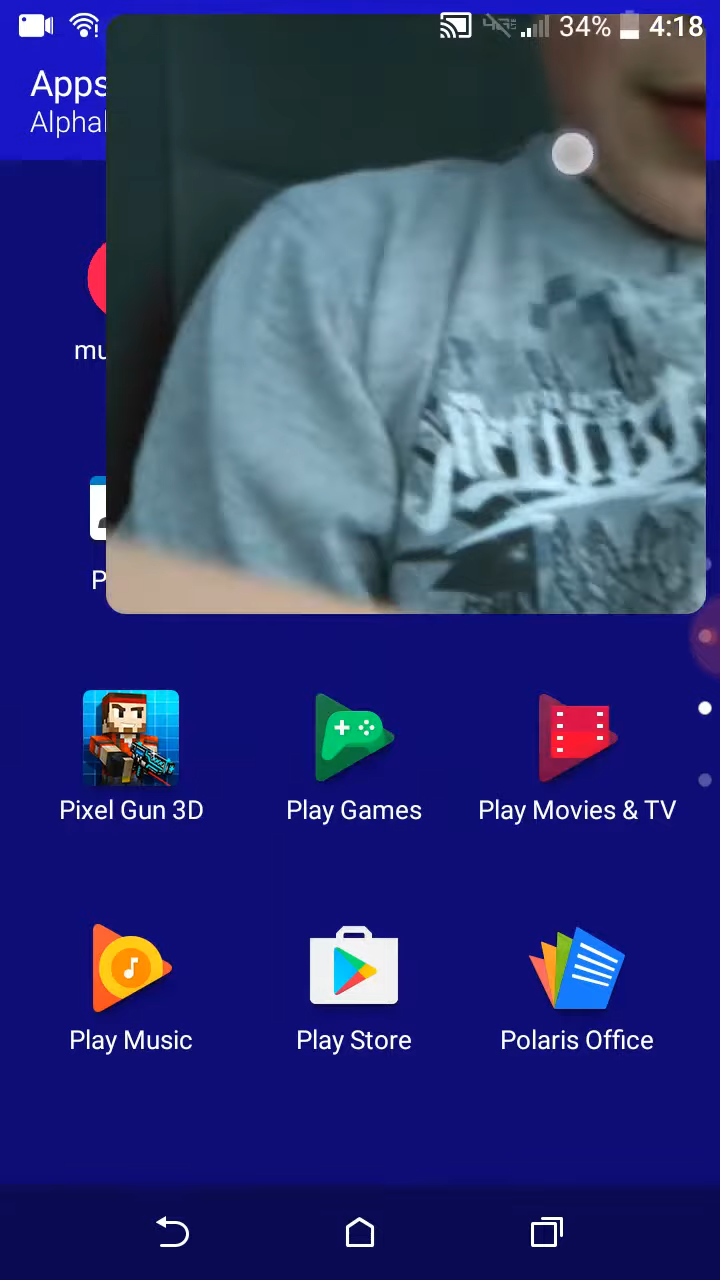 34% 4:18
Apps
Alphal
mu
P
Pixel Gun 3D
Play Games
Play Movies & TV
Play Music
Play Store
Polaris Office